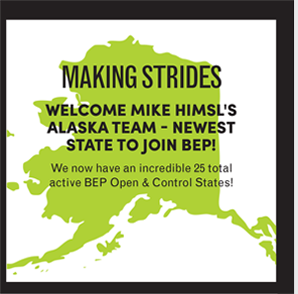 MAKING STRIDES
WELCOME MIKE HIMSL'S
ALASKA TEAM - NEWEST
STATE TO JOIN BEP!
We now have an incredible 25 total
active BEP Open & Control States!